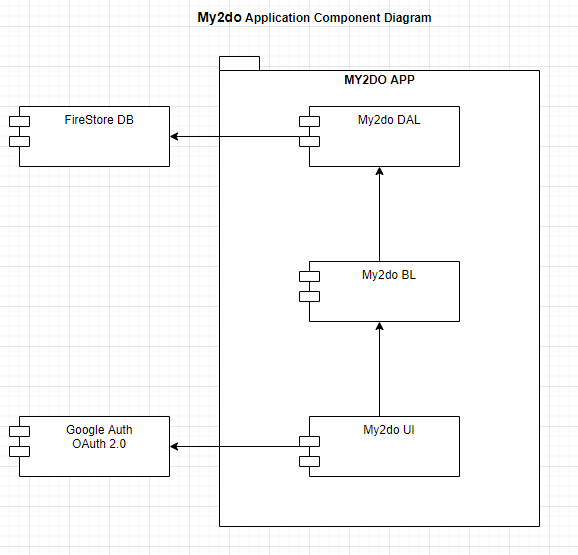 My2do Application Component Diagram
MY2DO APP
FireStore DB
My2do DAL
My2do BL
Google Auth
OAuth 2.0
My2do UI